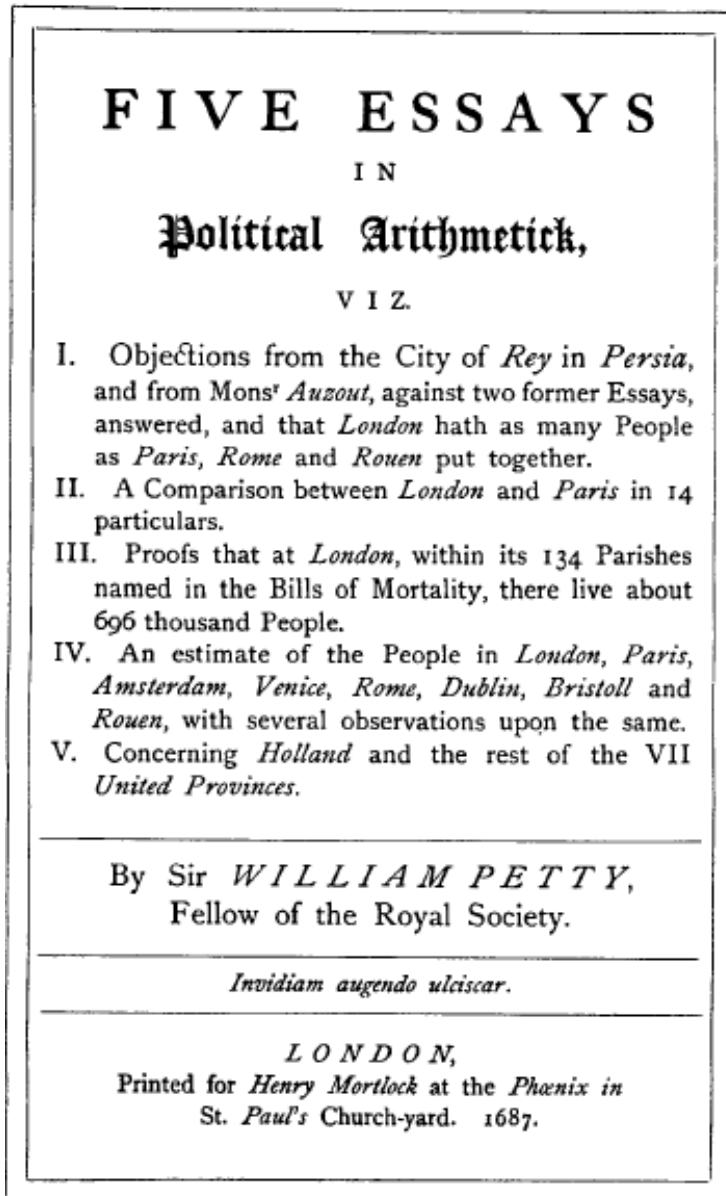 FIVE ESSAYS
IN
Political Arithmetick,
VIZ.
I. Objections from the City of Rey in Persia,
and from Monsʳ Auzout, against two former Essays,
answered, and that London hath as many People
as Paris, Rome and Rouen put together.
II. A Comparison between London and Paris in 14
particulars.
III. Proofs that at London, within its 134 Parishes
named in the Bills of Mortality, there live about
696 thousand People.
IV. An estimate of the People in London, Paris,
Amsterdam, Venice, Rome, Dublin, Bristoll and
Rouen, with several observations upon the same.
V. Concerning Holland and the rest of the VII
United Provinces.
By Sir WILLIAM PETTY,
Fellow of the Royal Society.
Invidiam augendo ulciscar.
LONDON,
Printed for Henry Mortlock at the Phœnix in
St. Paul's Church-yard. 1687.